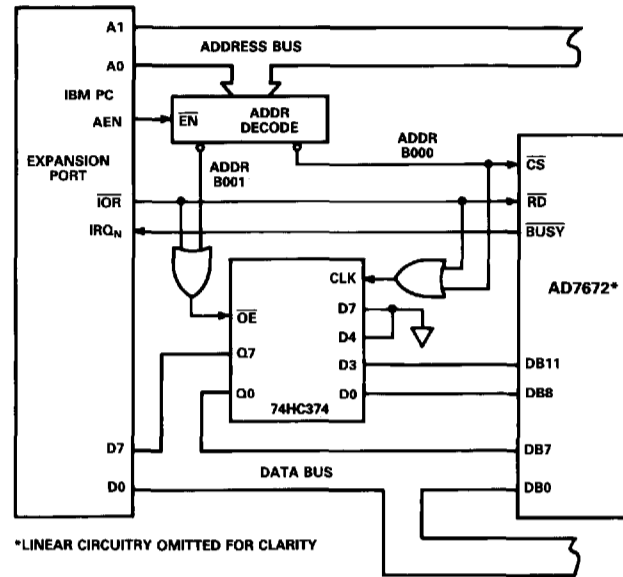 A1
ADDRESS BUS
A0
IBM PC
AEN
EN
ADDR
DECODE
ADDR
B000
ADDR
B001
EXPANSION
PORT
IOR
IRQN
CS
RD
BUSY
AD7672*
CLK
OE
D7
D4
Q7
D3
DB11
Q0
D0
DB8
74HC374
D7
DB7
D0
DATA BUS
DB0
*LINEAR CIRCUITRY OMITTED FOR CLARITY